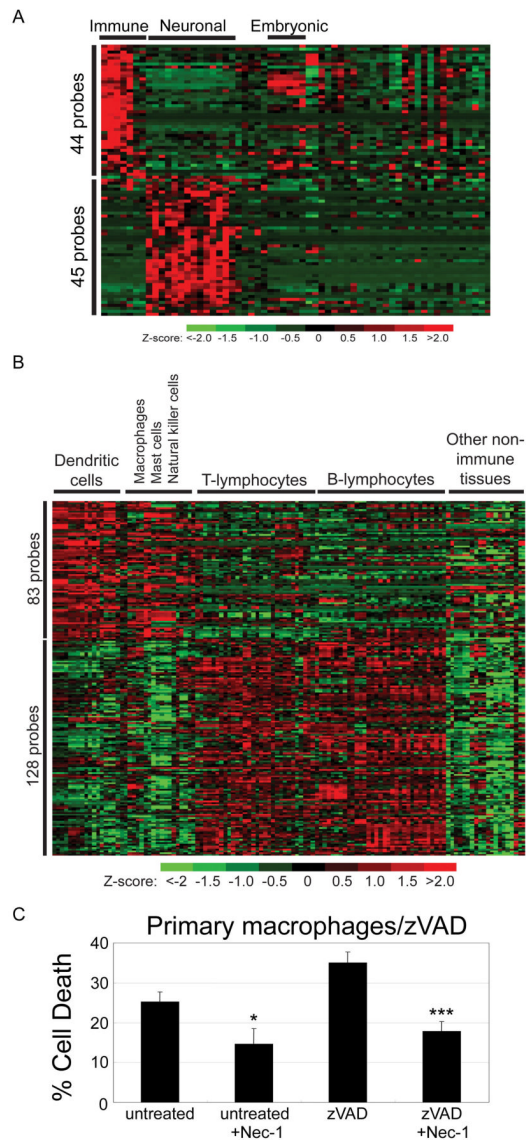 A
Immune Neuronal Embryonic
44 probes
45 probes
Z-score: <-2.0 -1.5 -1.0 -0.5 0 0.5 1.0 1.5 >2.0
B
Dendritic cells
Macrophages
Mast cells
Natural killer cells
T-lymphocytes
B-lymphocytes
Other non-
immune
tissues
83 probes
128 probes
Z-score: <-2 -1.5 -1.0 -0.5 0 0.5 1.0 1.5 >2.0
C
Primary macrophages/zVAD
% Cell Death
40
30
20
10
0
* ***
untreated untreated zVAD zVAD
+Nec-1 +Nec-1